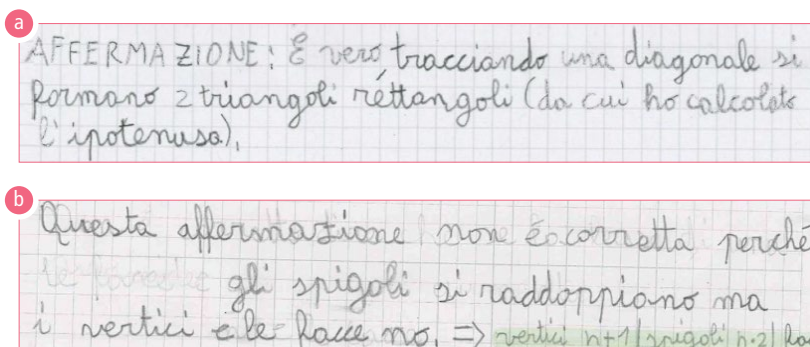 a
AFFERMAZIONE: È vero tracciando una diagonale si
formano 2 triangoli rettangoli (da cui ho calcolato
l'ipotenusa).
b
Questa affermazione non è corretta perché
gli spigoli si raddoppiano ma
i vertici e le facce no. => vertici n+1 | spigoli n·2 |